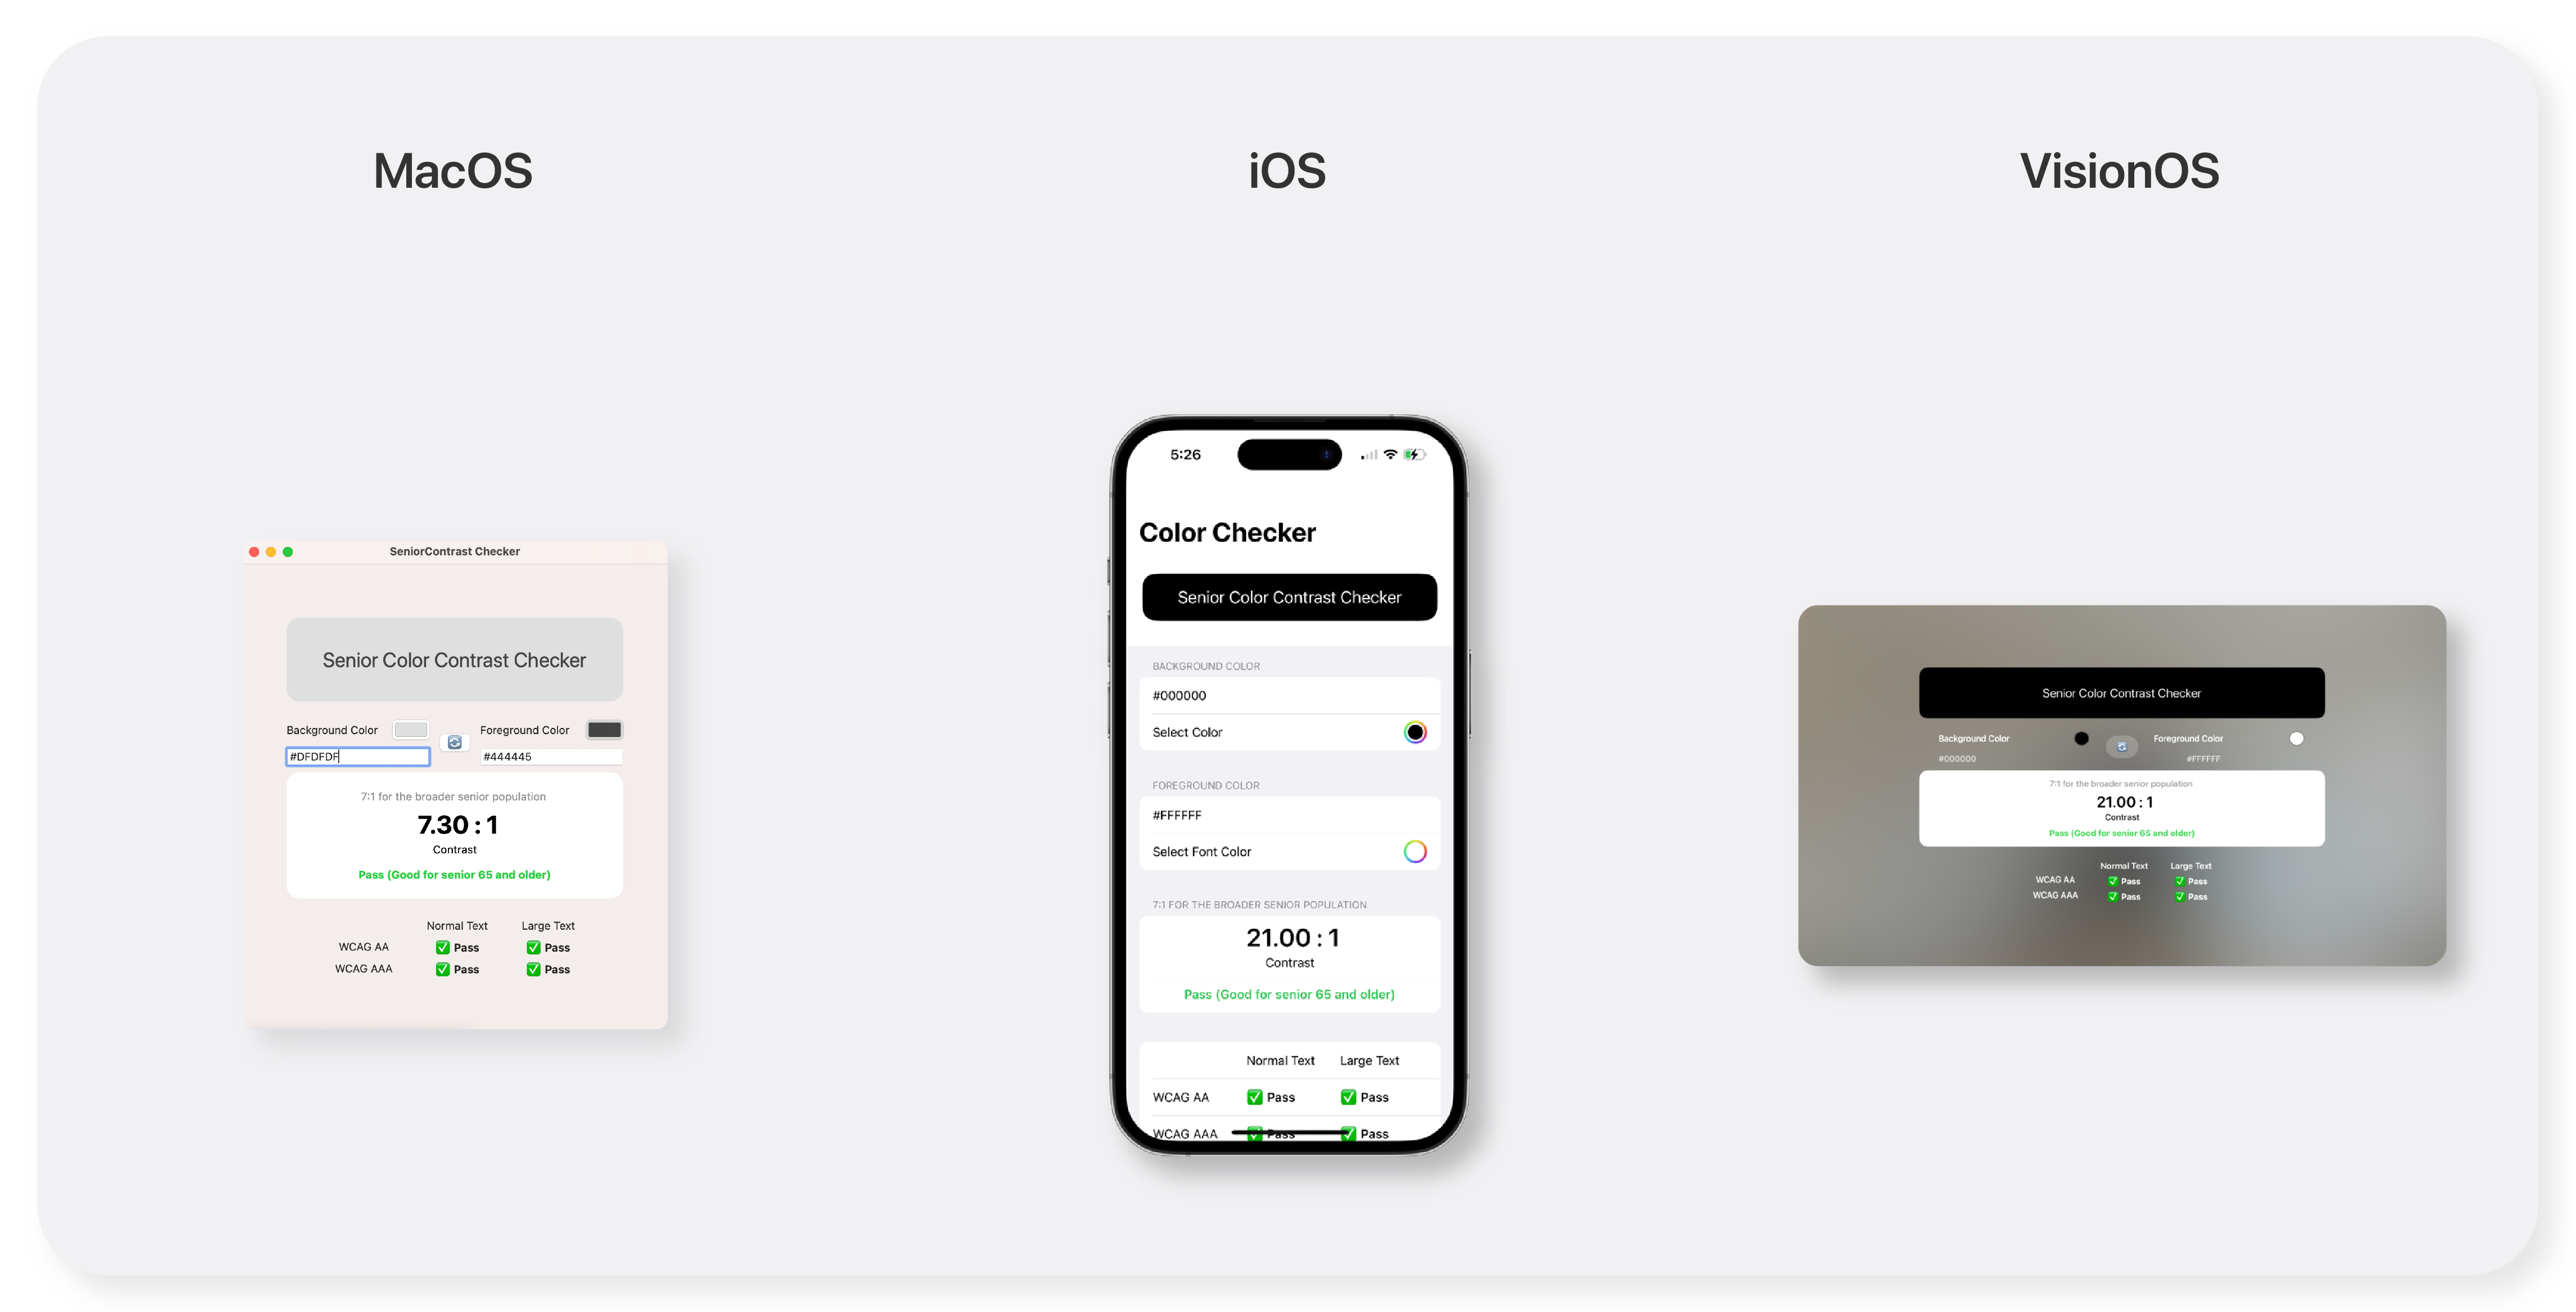 MacOS
iOS
VisionOS
SeniorContrast Checker
Senior Color Contrast Checker
Background Color
Foreground Color
#DFDFDF
#444445
7:1 for the broader senior population
7.30 : 1
Contrast
Pass (Good for senior 65 and older)
Normal Text Large Text
WCAG AA ✅ Pass ✅ Pass
WCAG AAA ✅ Pass ✅ Pass
5:26
Color Checker
Senior Color Contrast Checker
BACKGROUND COLOR
#000000
Select Color
FOREGROUND COLOR
#FFFFFF
Select Font Color
7:1 FOR THE BROADER SENIOR POPULATION
21.00 : 1
Contrast
Pass (Good for senior 65 and older)
Normal Text Large Text
WCAG AA ✅ Pass ✅ Pass
WCAG AAA ✅ Pass ✅ Pass
Senior Color Contrast Checker
Background Color
Foreground Color
#000000
#FFFFFF
7:1 for the broader senior population
21.00 : 1
Contrast
Pass (Good for senior 65 and older)
Normal Text Large Text
WCAG AA ✅ Pass ✅ Pass
WCAG AAA ✅ Pass ✅ Pass